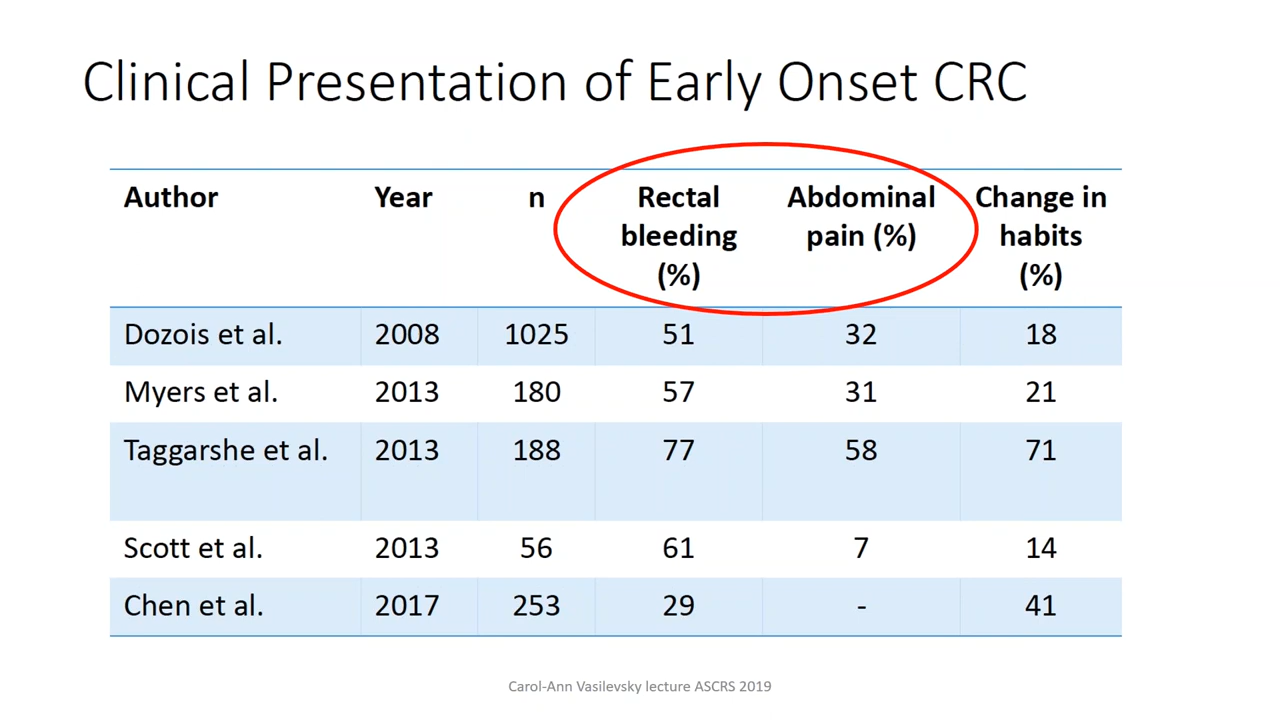 Clinical Presentation of Early Onset CRC
Author Year n Rectal bleeding (%) Abdominal pain (%) Change in habits (%)
Dozois et al. 2008 1025 51 32 18
Myers et al. 2013 180 57 31 21
Taggarshe et al. 2013 188 77 58 71
Scott et al. 2013 56 61 7 14
Chen et al. 2017 253 29 - 41
Carol-Ann Vasilevsky lecture ASCRS 2019